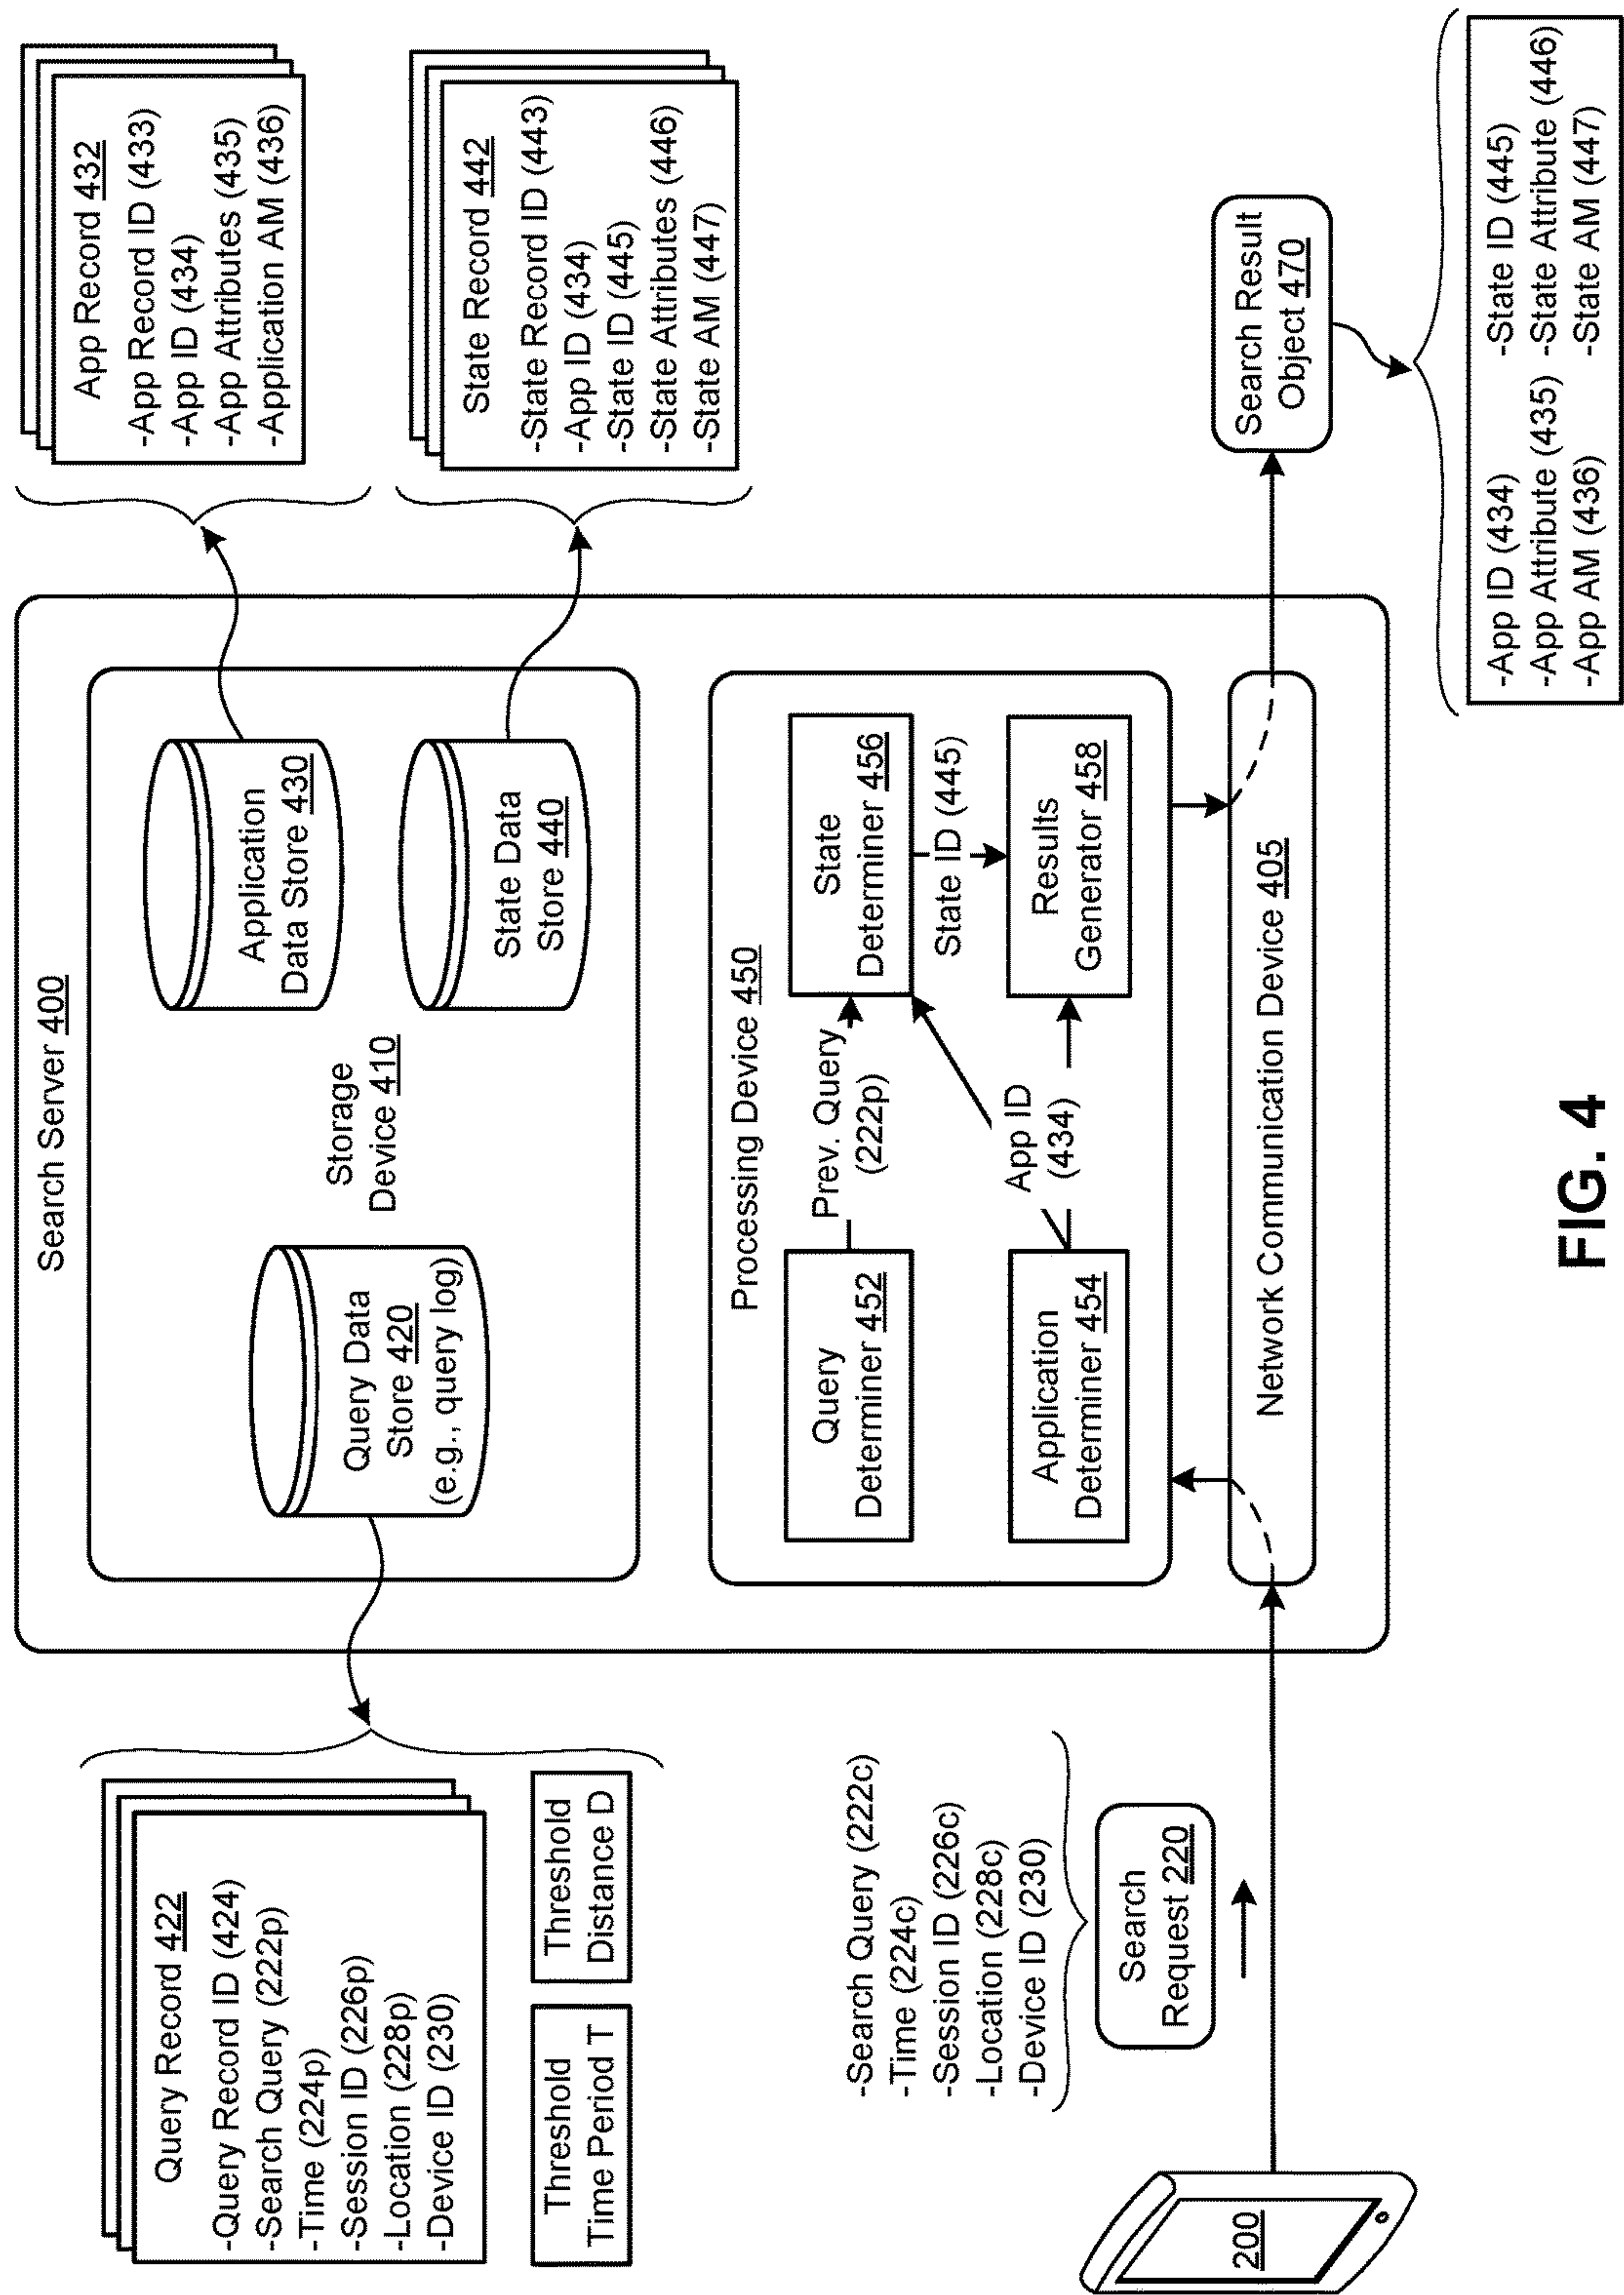 Query Record 422
-Query Record ID (424)
-Search Query (222p)
-Time (224p)
-Session ID (226p)
-Location (228p)
-Device ID (230)
Threshold
Time Period T
Threshold
Distance D
Search Server 400
Query Data
Store 420
(e.g., query log)
Storage
Device 410
Application
Data Store 430
State Data
Store 440
App Record 432
-App Record ID (433)
-App ID (434)
-App Attributes (435)
-Application AM (436)
State Record 442
-State Record ID (443)
-App ID (434)
-State ID (445)
-State Attributes (446)
-State AM (447)
Processing Device 450
Query
Determiner 452
Prev. Query
(222p)
State
Determiner 456
State ID (445)
Application
Determiner 454
App ID
(434)
Results
Generator 458
Network Communication Device 405
-Search Query (222c)
-Time (224c)
-Session ID (226c)
-Location (228c)
-Device ID (230)
Search
Request 220
200
Search Result
Object 470
-App ID (434)
-State ID (445)
-App Attribute (435)
-State Attribute (446)
-App AM (436)
-State AM (447)
FIG. 4